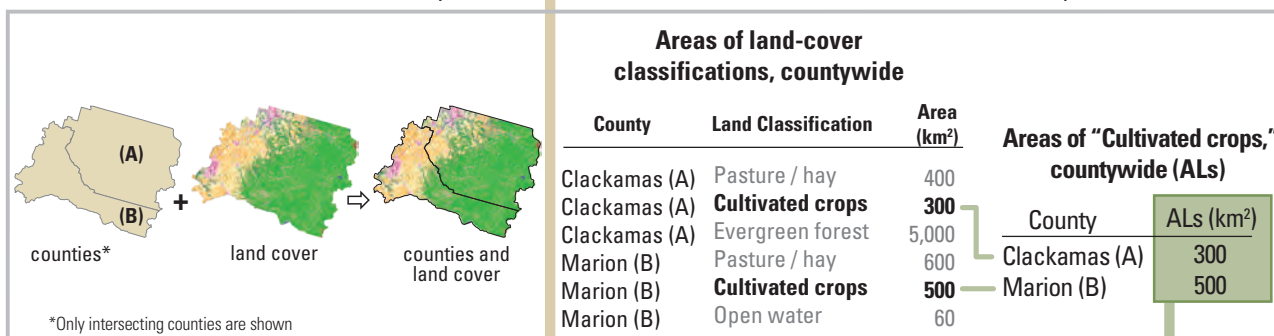 (A)
(B)
+
⇨
counties*
land cover
counties and
land cover
*Only intersecting counties are shown
Areas of land-cover
classifications, countywide
County Land Classification Area
(km²)
Clackamas (A) Pasture / hay 400
Clackamas (A) Cultivated crops 300
Clackamas (A) Evergreen forest 5,000
Marion (B) Pasture / hay 600
Marion (B) Cultivated crops 500
Marion (B) Open water 60
Areas of “Cultivated crops,”
countywide (ALs)
County ALs (km²)
Clackamas (A) 300
Marion (B) 500